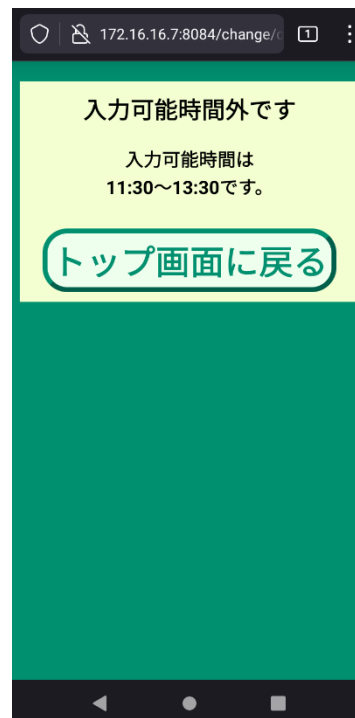 172.16.16.7:8084/change/
1
入力可能時間外です
入力可能時間は
11:30～13:30です。
トップ画面に戻る